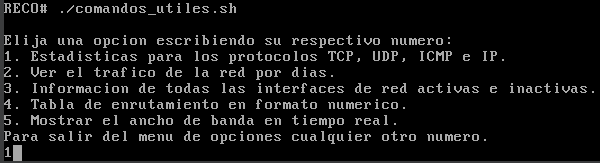 RECO# ./comandos_utiles.sh
Elija una opcion escribiendo su respectivo numero:
1. Estadisticas para los protocolos TCP, UDP, ICMP e IP.
2. Ver el trafico de la red por dias.
3. Informacion de todas las interfaces de red activas e inactivas.
4. Tabla de enrutamiento en formato numerico.
5. Mostrar el ancho de banda en tiempo real.
Para salir del menu de opciones cualquier otro numero.
1